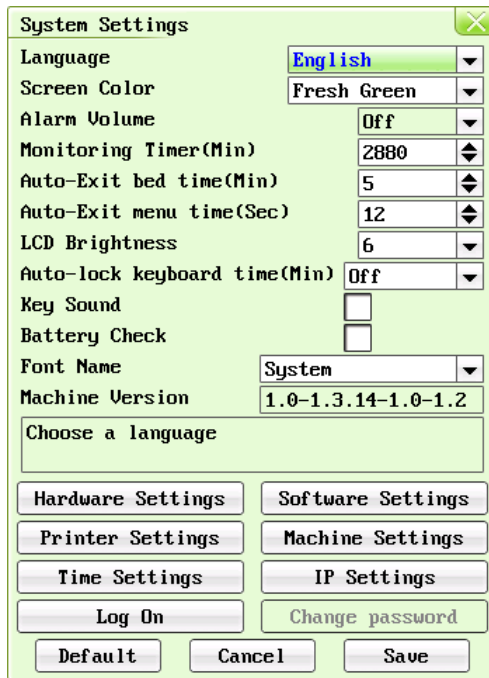 System Settings
Language English
Screen Color Fresh Green
Alarm Volume Off
Monitoring Timer(Min) 2880
Auto-Exit bed time(Min) 5
Auto-Exit menu time(Sec) 12
LCD Brightness 6
Auto-lock keyboard time(Min) Off
Key Sound
Battery Check
Font Name System
Machine Version 1.0-1.3.14-1.0-1.2
Choose a language
Hardware Settings Software Settings
Printer Settings Machine Settings
Time Settings IP Settings
Log On Change password
Default Cancel Save